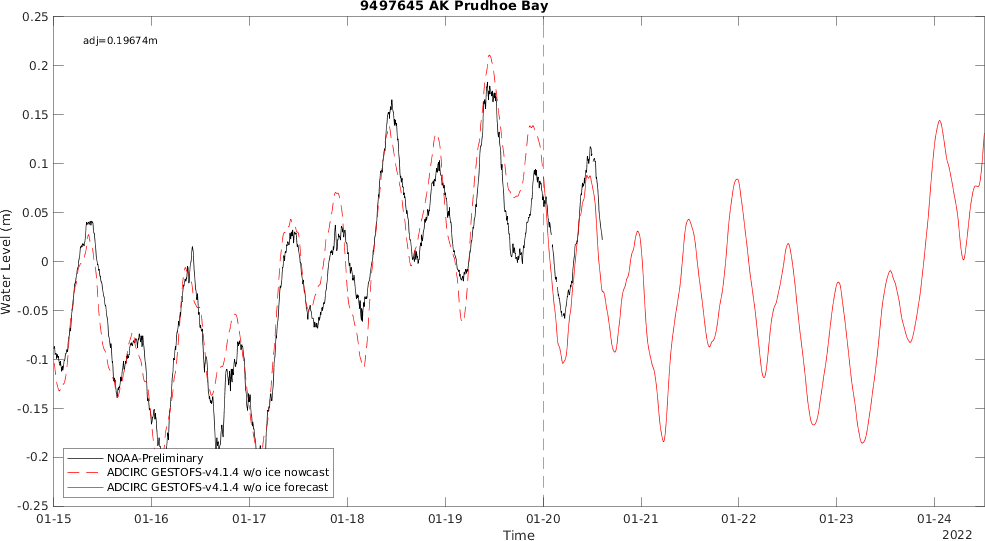 9497645 AK Prudhoe Bay
adj=0.19674m
0.25
0.2
0.15
0.1
0.05
0
-0.05
-0.1
-0.15
-0.2
-0.25
Water Level (m)
NOAA-Preliminary
ADCIRC GESTOFS-v4.1.4 w/o ice nowcast
ADCIRC GESTOFS-v4.1.4 w/o ice forecast
01-15 01-16 01-17 01-18 01-19 01-20 01-21 01-22 01-23 01-24
Time
2022